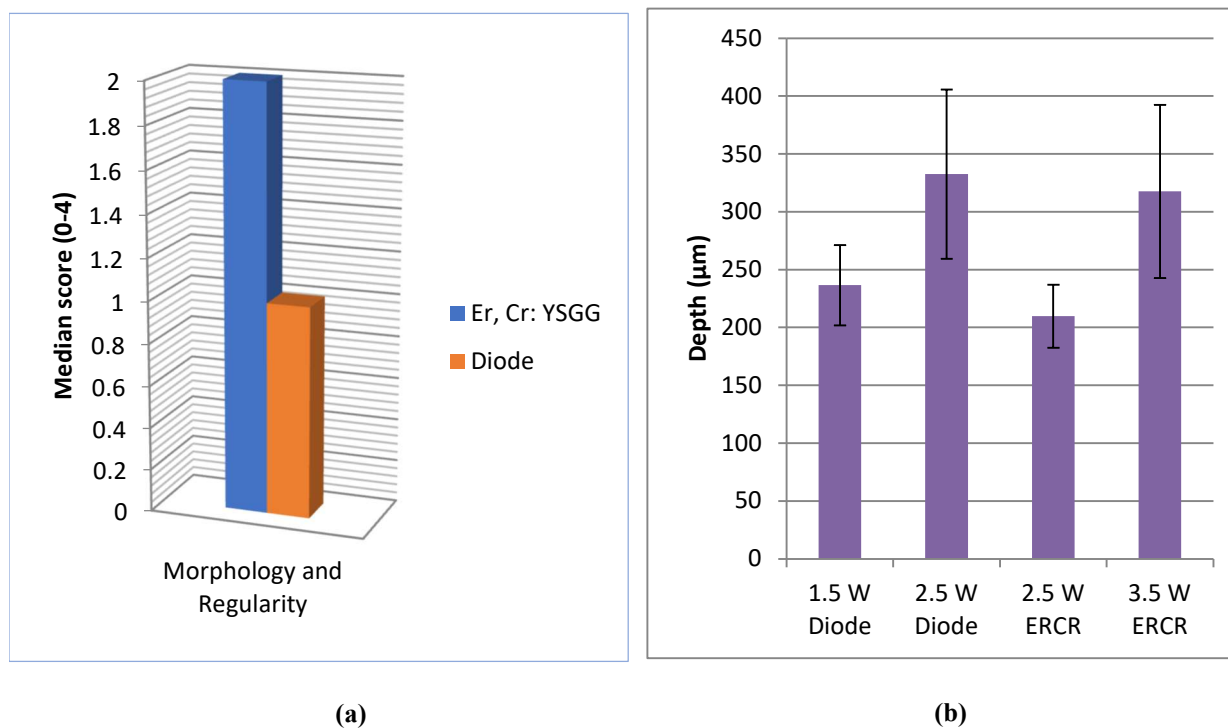 2
1.8
1.6
1.4
1.2
1
0.8
0.6
0.4
0.2
0
Median score (0-4)
Morphology and
Regularity
Er, Cr: YSGG
Diode
(a)
450
400
350
300
250
200
150
100
50
0
Depth (µm)
1.5 W
Diode
2.5 W
Diode
2.5 W
ERCR
3.5 W
ERCR
(b)